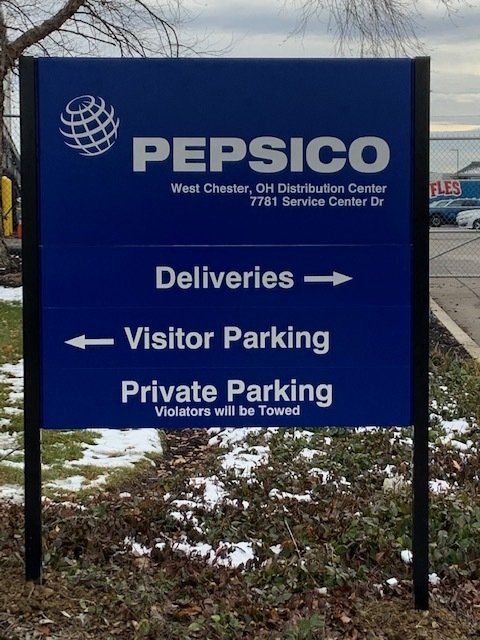 PEPSICO
West Chester, OH Distribution Center
7781 Service Center Dr
Deliveries
Visitor Parking
Private Parking
Violators will be Towed